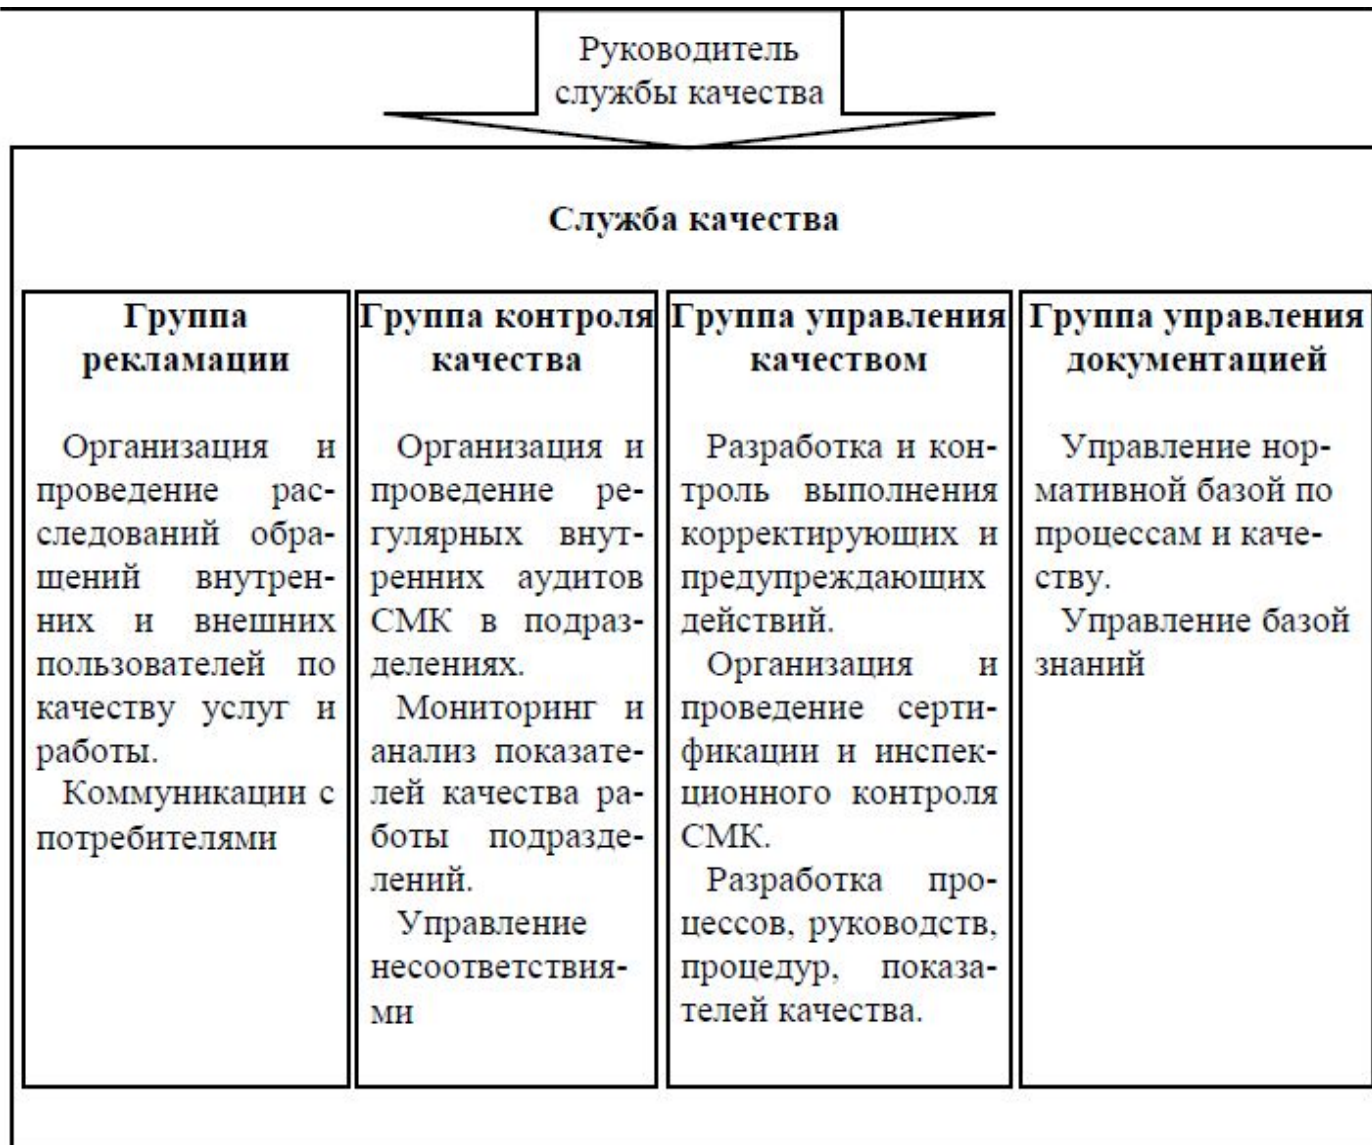 Руководитель
службы качества
Служба качества
Группа
рекламации
Организация и
проведение рас-
следований обра-
щений внутрен-
них и внешних
пользователей по
качеству услуг и
работы.
Коммуникации с
потребителями
Группа контроля
качества
Организация и
проведение ре-
гулярных внут-
ренних аудитов
СМК в подраз-
делениях.
Мониторинг и
анализ показате-
лей качества ра-
боты подразде-
лений.
Управление
несоответствия-
ми
Группа управления
качеством
Разработка и кон-
троль выполнения
корректирующих и
предупреждающих
действий.
Организация и
проведение серти-
фикации и инспек-
ционного контроля
СМК.
Разработка про-
цессов, руководств,
процедур, показа-
телей качества.
Группа управления
документацией
Управление нор-
мативной базой по
процессам и каче-
ству.
Управление базой
знаний